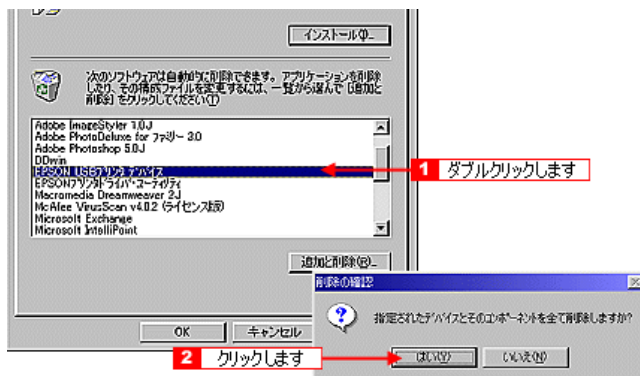 インストール(I)...
次のソフトウェアは自動的に削除できます。アプリケーションを削除
したり、その構成ファイルを変更するには、一覧から選んで [追加と
削除] をクリックしてください(T)
Adobe ImageStyler 1.0J
Adobe PhotoDeluxe for ファミリー 3.0
Adobe Photoshop 5.0J
DDwin
EPSON USBプリンタデバイス
EPSONプリンタドライバ・ユーティリティ
Macromedia Dreamweaver 2J
McAfee VirusScan v4.0.2 (ライセンス版)
Microsoft Exchange
Microsoft IntelliPoint
1 ダブルクリックします
追加と削除(R)...
削除の確認
指定されたデバイスとそのコンポーネントを全て削除しますか?
OK
キャンセル
2 クリックします
はい(Y)
いいえ(N)